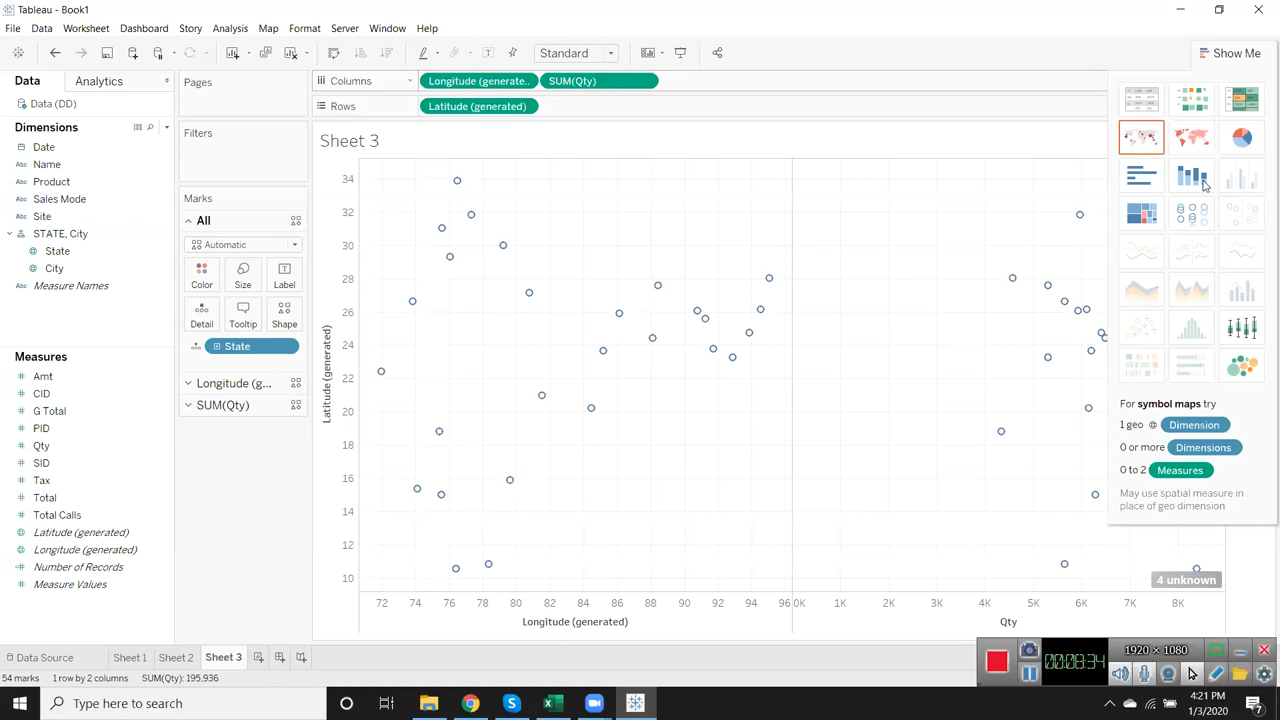 Tableau - Book1
File Data Worksheet Dashboard Story Analysis Map Format Server Window Help
Standard
Show Me
Data Analytics
Data (DD)
Dimensions
Date
Abc Name
Abc Product
Abc Sales Mode
Abc Site
STATE, City
State
City
Abc Measure Names
Measures
Amt
CID
G Total
PID
Qty
SID
Tax
Total
Total Calls
Latitude (generated)
Longitude (generated)
Number of Records
Measure Values
Pages
Filters
Marks
All
Automatic
Color Size Label
Detail Tooltip Shape
State
Longitude (g...
SUM(Qty)
Columns Longitude (generate.. SUM(Qty)
Rows Latitude (generated)
Sheet 3
34
32
30
28
26
24
22
20
18
16
14
12
10
Latitude (generated)
72 74 76 78 80 82 84 86 88 90 92 94 96 0K 1K 2K 3K 4K 5K 6K 7K 8K
Longitude (generated) Qty
4 unknown
For symbol maps try
1 geo Dimension
0 or more Dimensions
0 to 2 Measures
May use spatial measure in
place of geo dimension
Data Source Sheet 1 Sheet 2 Sheet 3
54 marks 1 row by 2 columns SUM(Qty): 195,936
1920 × 1080
00:08:34
Type here to search
4:21 PM
1/3/2020
7